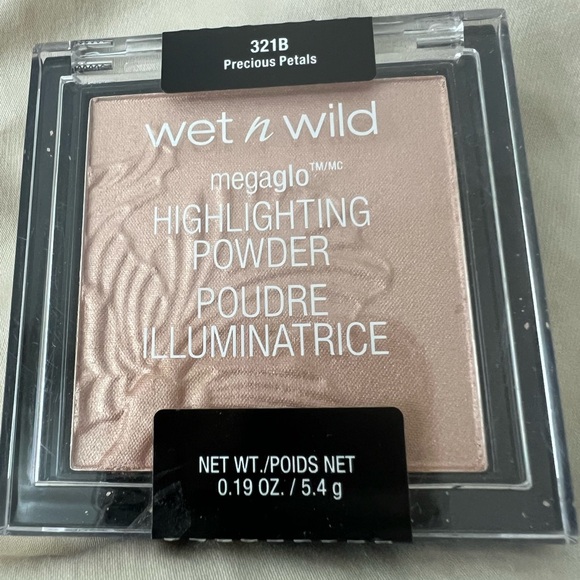 321B
Precious Petals
wet n wild
megaglo™/MC
HIGHLIGHTING
POWDER
POUDRE
ILLUMINATRICE
NET WT./POIDS NET
0.19 OZ. / 5.4 g